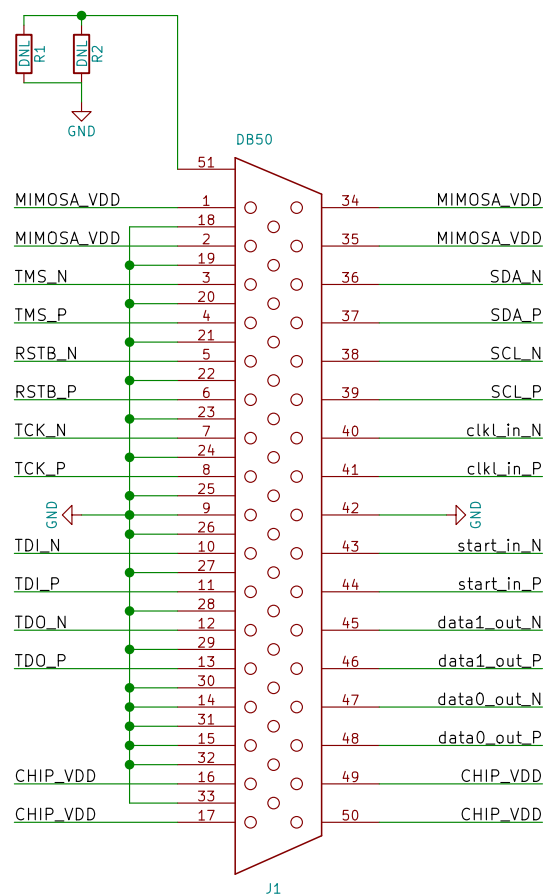 DNL R1 DNL R2
GND
DB50
51
MIMOSA_VDD 1 34 MIMOSA_VDD
18
MIMOSA_VDD 2 35 MIMOSA_VDD
19
TMS_N 3 36 SDA_N
20
TMS_P 4 37 SDA_P
21
RSTB_N 5 38 SCL_N
22
RSTB_P 6 39 SCL_P
23
TCK_N 7 40 clkl_in_N
24
TCK_P 8 41 clkl_in_P
25
GND 9 42 GND
26
TDI_N 10 43 start_in_N
27
TDI_P 11 44 start_in_P
28
TDO_N 12 45 data1_out_N
29
TDO_P 13 46 data1_out_P
30
14 47 data0_out_N
31
15 48 data0_out_P
32
CHIP_VDD 16 49 CHIP_VDD
33
CHIP_VDD 17 50 CHIP_VDD
J1